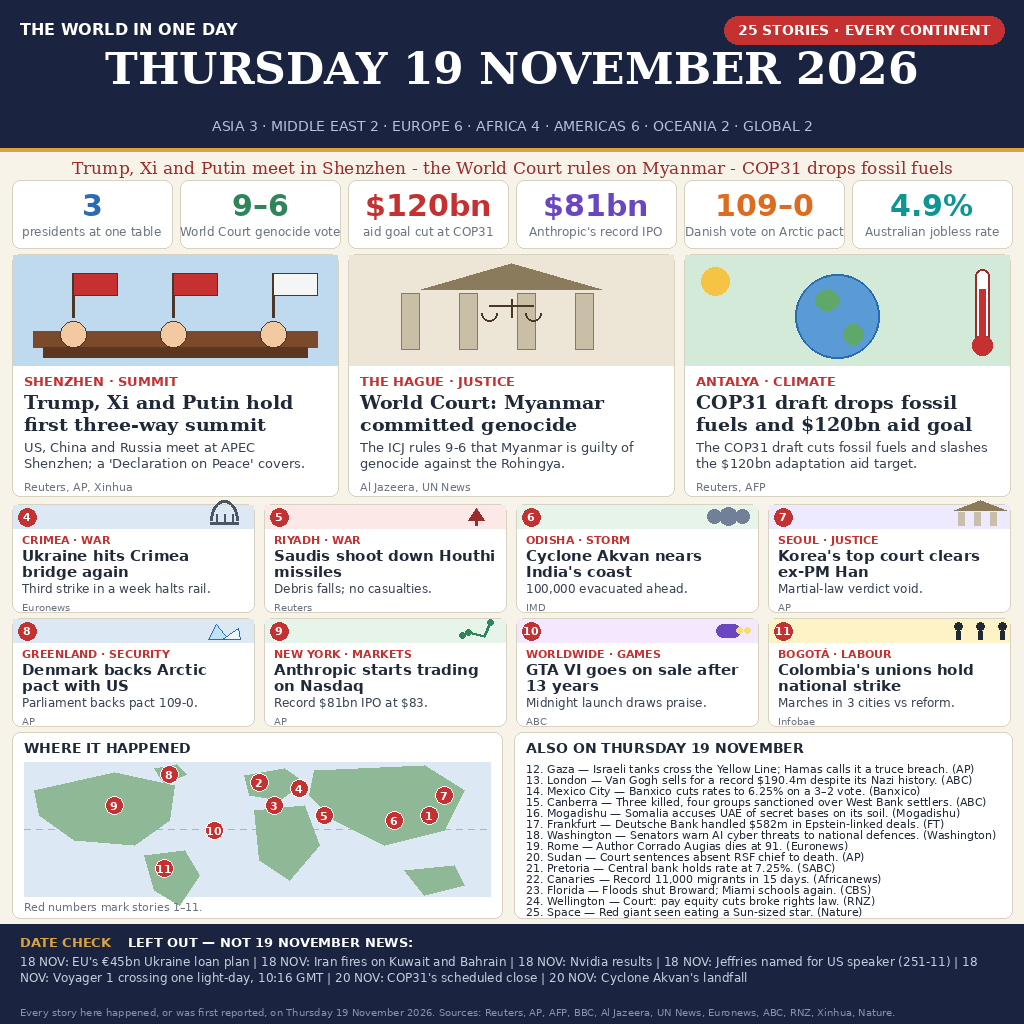 THE WORLD IN ONE DAY
25 STORIES · EVERY CONTINENT
THURSDAY 19 NOVEMBER 2026
ASIA 3 · MIDDLE EAST 2 · EUROPE 6 · AFRICA 4 · AMERICAS 6 · OCEANIA 2 · GLOBAL 2
Trump, Xi and Putin meet in Shenzhen - the World Court rules on Myanmar - COP31 drops fossil fuels
3
presidents at one table
9–6
World Court genocide vote
$120bn
aid goal cut at COP31
$81bn
Anthropic's record IPO
109–0
Danish vote on Arctic pact
4.9%
Australian jobless rate
SHENZHEN · SUMMIT
Trump, Xi and Putin hold
first three-way summit
US, China and Russia meet at APEC
Shenzhen; a 'Declaration on Peace' covers.
Reuters, AP, Xinhua
THE HAGUE · JUSTICE
World Court: Myanmar
committed genocide
The ICJ rules 9-6 that Myanmar is guilty of
genocide against the Rohingya.
Al Jazeera, UN News
ANTALYA · CLIMATE
COP31 draft drops fossil
fuels and $120bn aid goal
The COP31 draft cuts fossil fuels and slashes
the $120bn adaptation aid target.
Reuters, AFP
4
CRIMEA · WAR
Ukraine hits Crimea
bridge again
Third strike in a week halts rail.
Euronews
5
RIYADH · WAR
Saudis shoot down Houthi
missiles
Debris falls; no casualties.
Reuters
6
ODISHA · STORM
Cyclone Akvan nears
India's coast
100,000 evacuated ahead.
IMD
7
SEOUL · JUSTICE
Korea's top court clears
ex-PM Han
Martial-law verdict void.
AP
8
GREENLAND · SECURITY
Denmark backs Arctic
pact with US
Parliament backs pact 109-0.
AP
9
NEW YORK · MARKETS
Anthropic starts trading
on Nasdaq
Record $81bn IPO at $83.
AP
10
WORLDWIDE · GAMES
GTA VI goes on sale after
13 years
Midnight launch draws praise.
ABC
11
BOGOTÁ · LABOUR
Colombia's unions hold
national strike
Marches in 3 cities vs reform.
Infobae
WHERE IT HAPPENED
8
2
4
7
9
3
5
6
1
10
11
Red numbers mark stories 1–11.
ALSO ON THURSDAY 19 NOVEMBER
12. Gaza — Israeli tanks cross the Yellow Line; Hamas calls it a truce breach. (AP)
13. London — Van Gogh sells for a record $190.4m despite its Nazi history. (ABC)
14. Mexico City — Banxico cuts rates to 6.25% on a 3–2 vote. (Banxico)
15. Canberra — Three killed, four groups sanctioned over West Bank settlers. (ABC)
16. Mogadishu — Somalia accuses UAE of secret bases on its soil. (Mogadishu)
17. Frankfurt — Deutsche Bank handled $582m in Epstein-linked deals. (FT)
18. Washington — Senators warn AI cyber threats to national defences. (Washington)
19. Rome — Author Corrado Augias dies at 91. (Euronews)
20. Sudan — Court sentences absent RSF chief to death. (AP)
21. Pretoria — Central bank holds rate at 7.25%. (SABC)
22. Canaries — Record 11,000 migrants in 15 days. (Africanews)
23. Florida — Floods shut Broward; Miami schools again. (CBS)
24. Wellington — Court: pay equity cuts broke rights law. (RNZ)
25. Space — Red giant seen eating a Sun-sized star. (Nature)
DATE CHECK LEFT OUT — NOT 19 NOVEMBER NEWS:
18 NOV: EU's €45bn Ukraine loan plan | 18 NOV: Iran fires on Kuwait and Bahrain | 18 NOV: Nvidia results | 18 NOV: Jeffries named for US speaker (251-11) | 18
NOV: Voyager 1 crossing one light-day, 10:16 GMT | 20 NOV: COP31's scheduled close | 20 NOV: Cyclone Akvan's landfall
Every story here happened, or was first reported, on Thursday 19 November 2026. Sources: Reuters, AP, AFP, BBC, Al Jazeera, UN News, Euronews, ABC, RNZ, Xinhua, Nature.